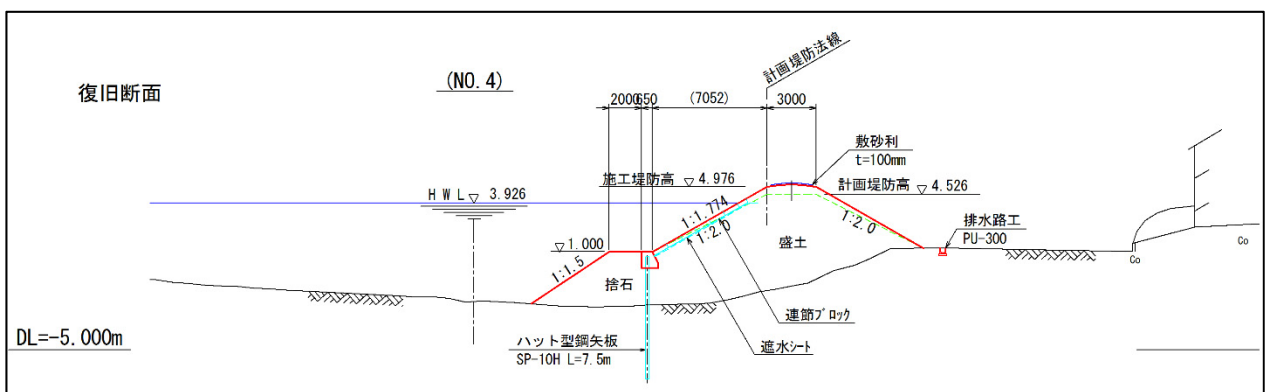 復旧断面
(NO. 4)
計画堤防法線
2000
650
(7052)
3000
敷砂利
t=100mm
施工堤防高 ▽ 4.976
計画堤防高 ▽ 4.526
HWL ▽ 3.926
1:1.774
1:2.0
1:2.0
盛土
排水路工
PU-300
▽ 1.000
1:1.5
捨石
Co
Co
連節ブロック
遮水シート
DL=-5.000m
ハット型鋼矢板
SP-10H L=7.5m